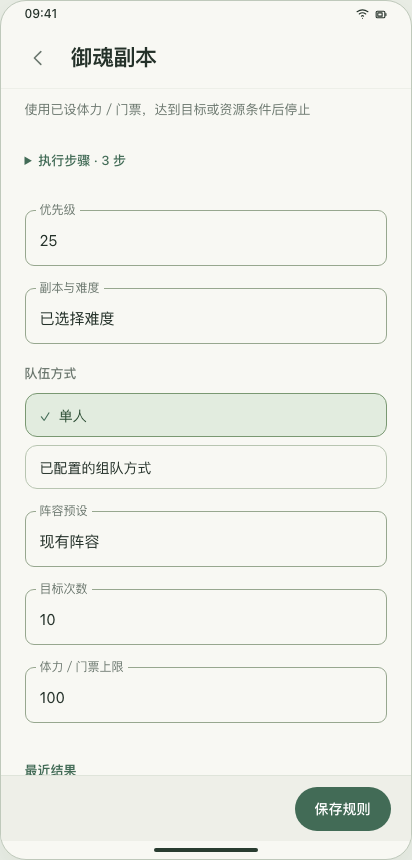 09:41
御魂副本
使用已设体力 / 门票，达到目标或资源条件后停止
▶ 执行步骤 · 3 步
优先级
25
副本与难度
已选择难度
队伍方式
✓ 单人
已配置的组队方式
阵容预设
现有阵容
目标次数
10
体力 / 门票上限
100
最近结果
保存规则